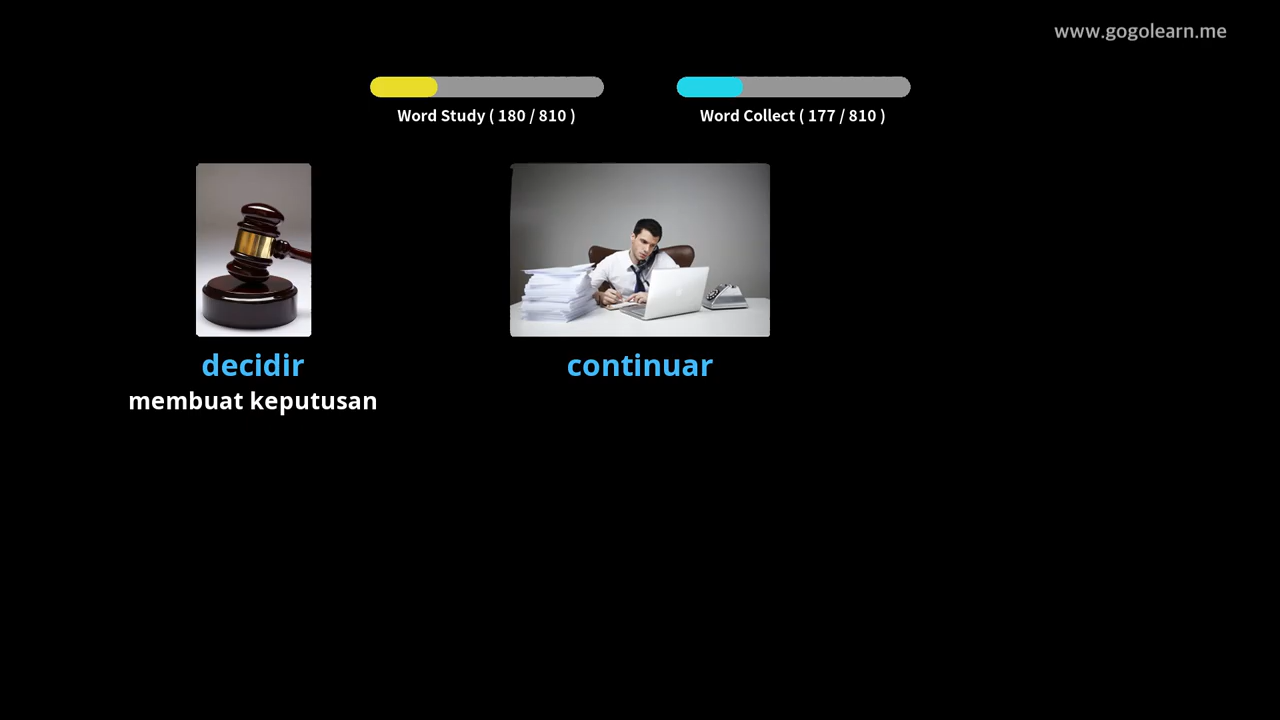 www.gogolearn.me
Word Study ( 180 / 810 )
Word Collect ( 177 / 810 )
decidir
continuar
membuat keputusan